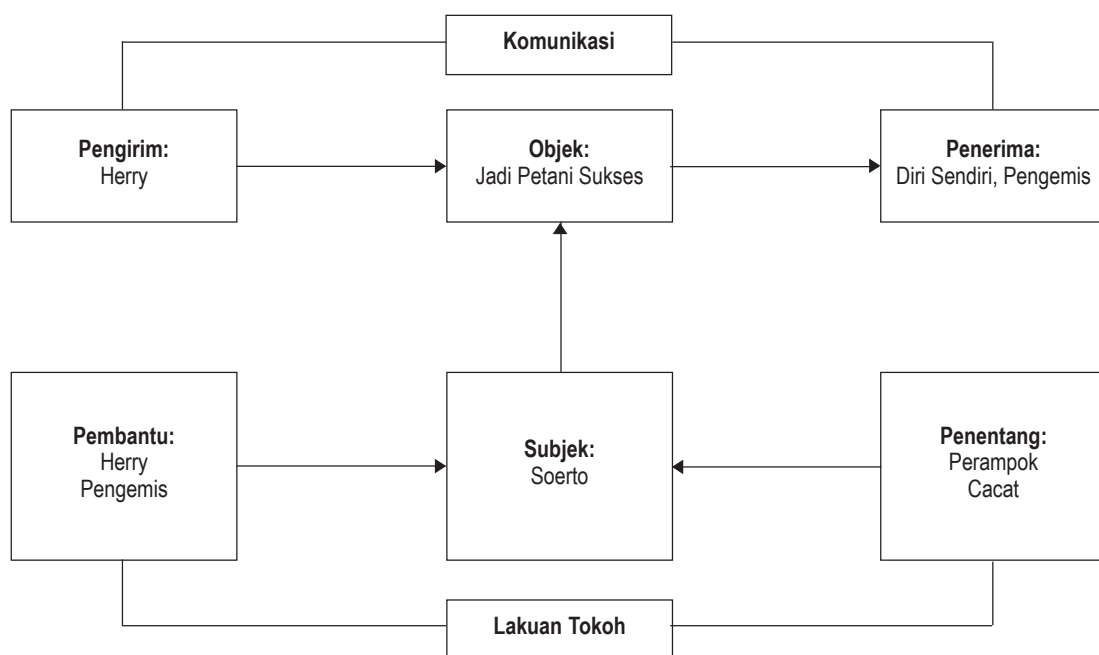 Komunikasi
Pengirim:
Herry
Objek:
Jadi Petani Sukses
Penerima:
Diri Sendiri, Pengemis
Pembantu:
Herry
Pengemis
Subjek:
Soerto
Penentang:
Perampok
Cacat
Lakuan Tokoh